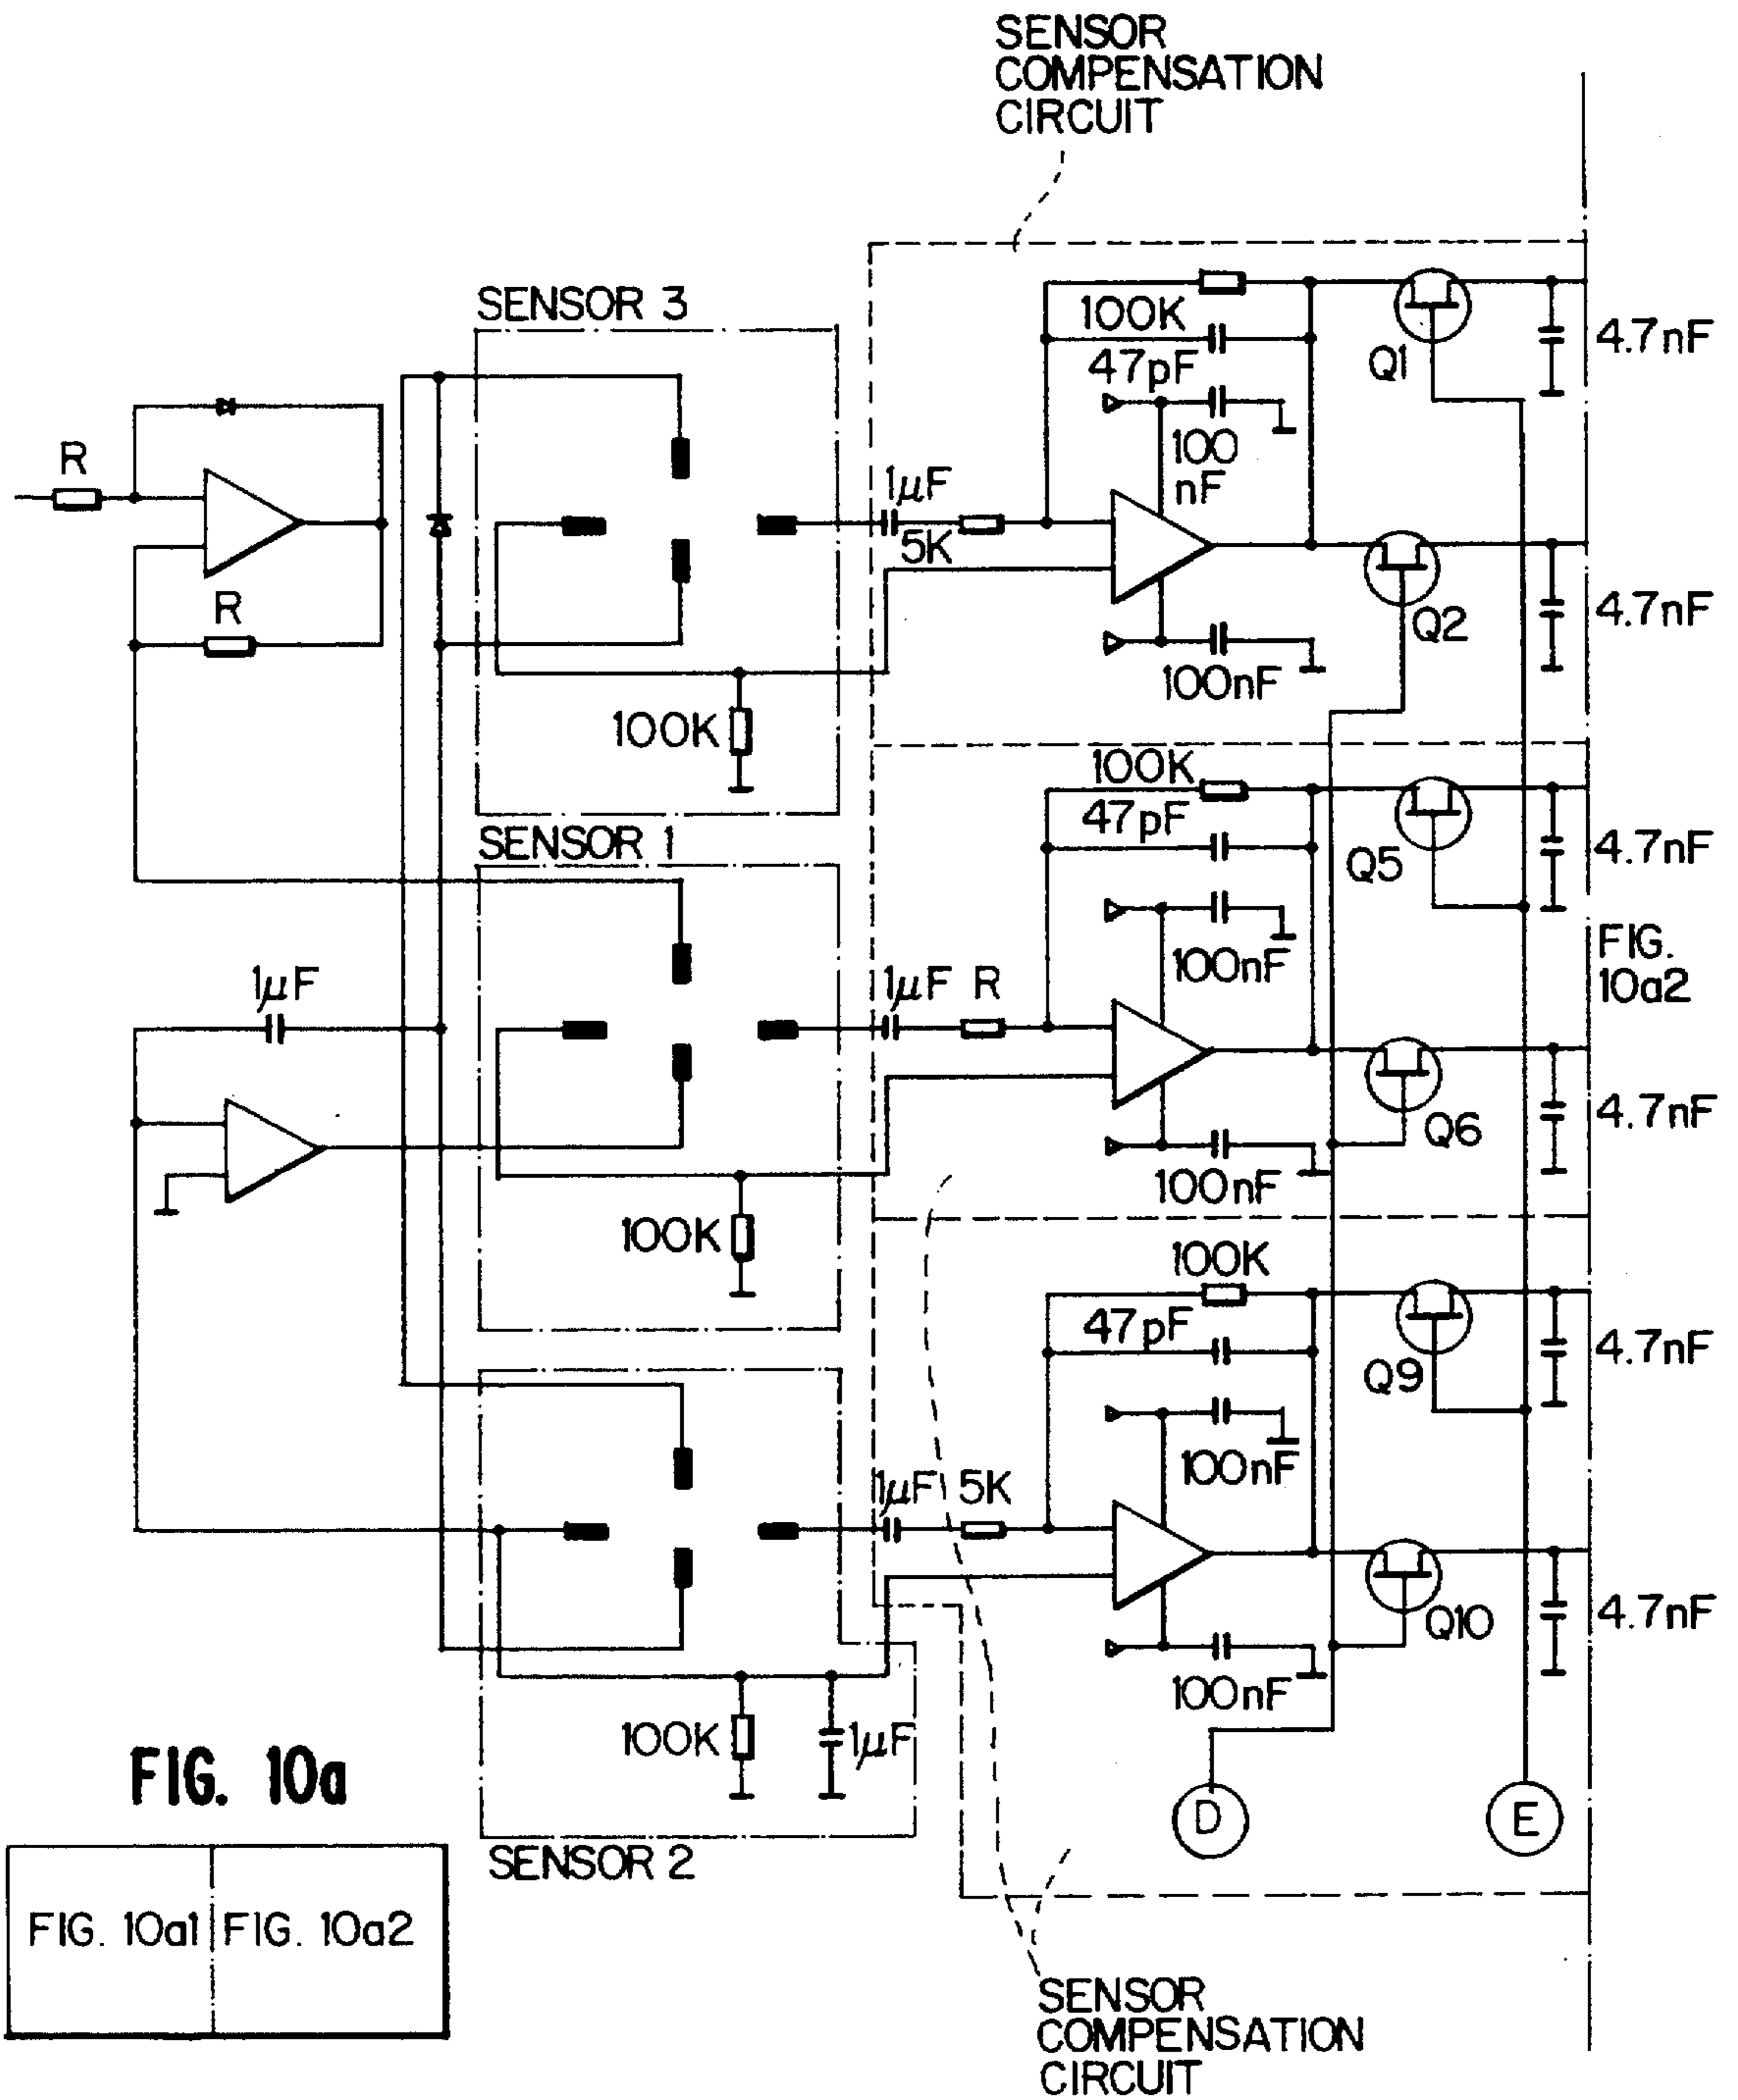 SENSOR
COMPENSATION
CIRCUIT
SENSOR 3
100K
47pF
Q1
4.7nF
R
100
nF
1μF
5K
R
Q2
4.7nF
100nF
100K
100K
SENSOR 1
47pF
Q5
4.7nF
FIG.
10a2
100nF
1μF
1μF
R
Q6
4.7nF
100nF
100K
100K
47pF
Q9
4.7nF
100nF
1μF
5K
Q10
4.7nF
100nF
100K
1μF
FIG. 10a
D
E
SENSOR 2
FIG. 10a1
FIG. 10a2
SENSOR
COMPENSATION
CIRCUIT